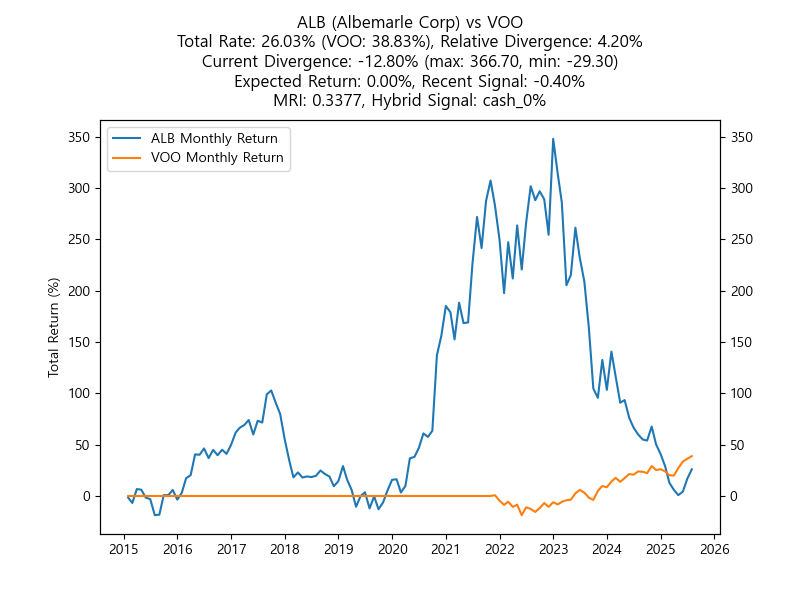 ALB (Albemarle Corp) vs VOO
Total Rate: 26.03% (VOO: 38.83%), Relative Divergence: 4.20%
Current Divergence: -12.80% (max: 366.70, min: -29.30)
Expected Return: 0.00%, Recent Signal: -0.40%
MRI: 0.3377, Hybrid Signal: cash_0%
ALB Monthly Return
VOO Monthly Return
Total Return (%)
350
300
250
200
150
100
50
0
350
300
250
200
150
100
50
0
2015 2016 2017 2018 2019 2020 2021 2022 2023 2024 2025 2026